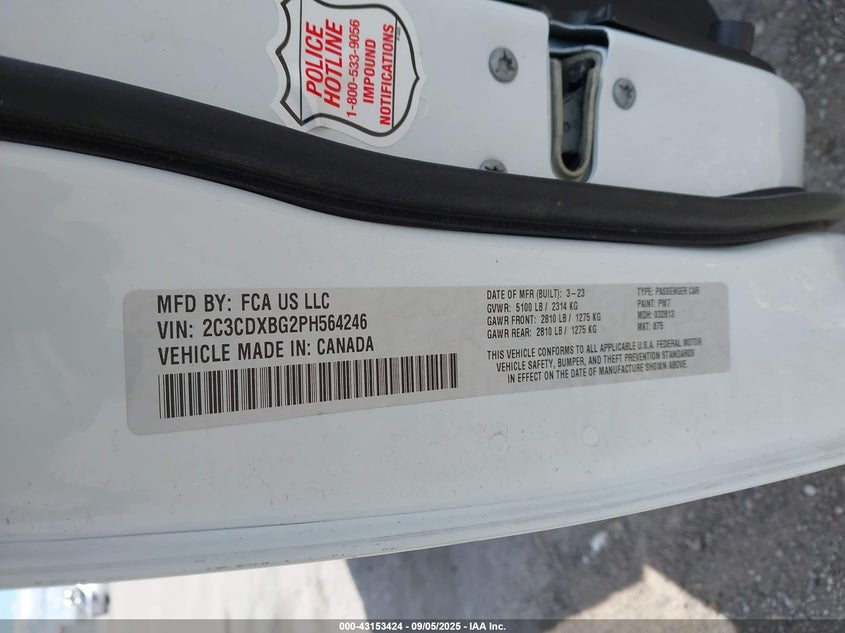 POLICE
HOTLINE
1-800-533-9056
IMPOUND
NOTIFICATIONS
MFD BY: FCA US LLC
VIN: 2C3CDXBG2PH564246
VEHICLE MADE IN: CANADA
DATE OF MFR (BUILT): 3-23
GVWR: 5100 LB / 2314 KG
GAWR FRONT: 2810 LB / 1275 KG
GAWR REAR: 2810 LB / 1275 KG
TYPE: PASSENGER CAR
PAINT: PW7
MDH: 032813
MKT: 875
THIS VEHICLE CONFORMS TO ALL APPLICABLE U.S.A. FEDERAL MOTOR
VEHICLE SAFETY, BUMPER, AND THEFT PREVENTION STANDARDS
IN EFFECT ON THE DATE OF MANUFACTURE SHOWN ABOVE.
000-43153424 - 09/05/2025 - IAA Inc.